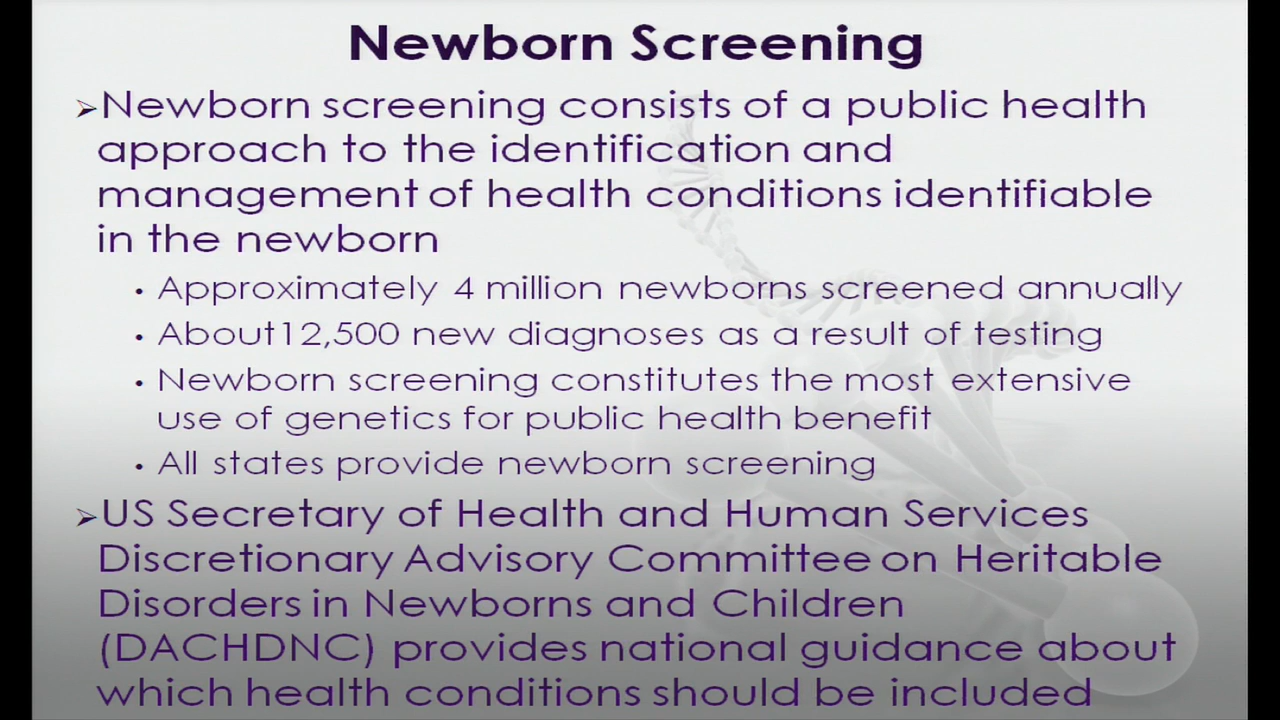 Newborn Screening
➢Newborn screening consists of a public health
approach to the identification and
management of health conditions identifiable
in the newborn
• Approximately 4 million newborns screened annually
• About12,500 new diagnoses as a result of testing
• Newborn screening constitutes the most extensive
use of genetics for public health benefit
• All states provide newborn screening
➢US Secretary of Health and Human Services
Discretionary Advisory Committee on Heritable
Disorders in Newborns and Children
(DACHDNC) provides national guidance about
which health conditions should be included